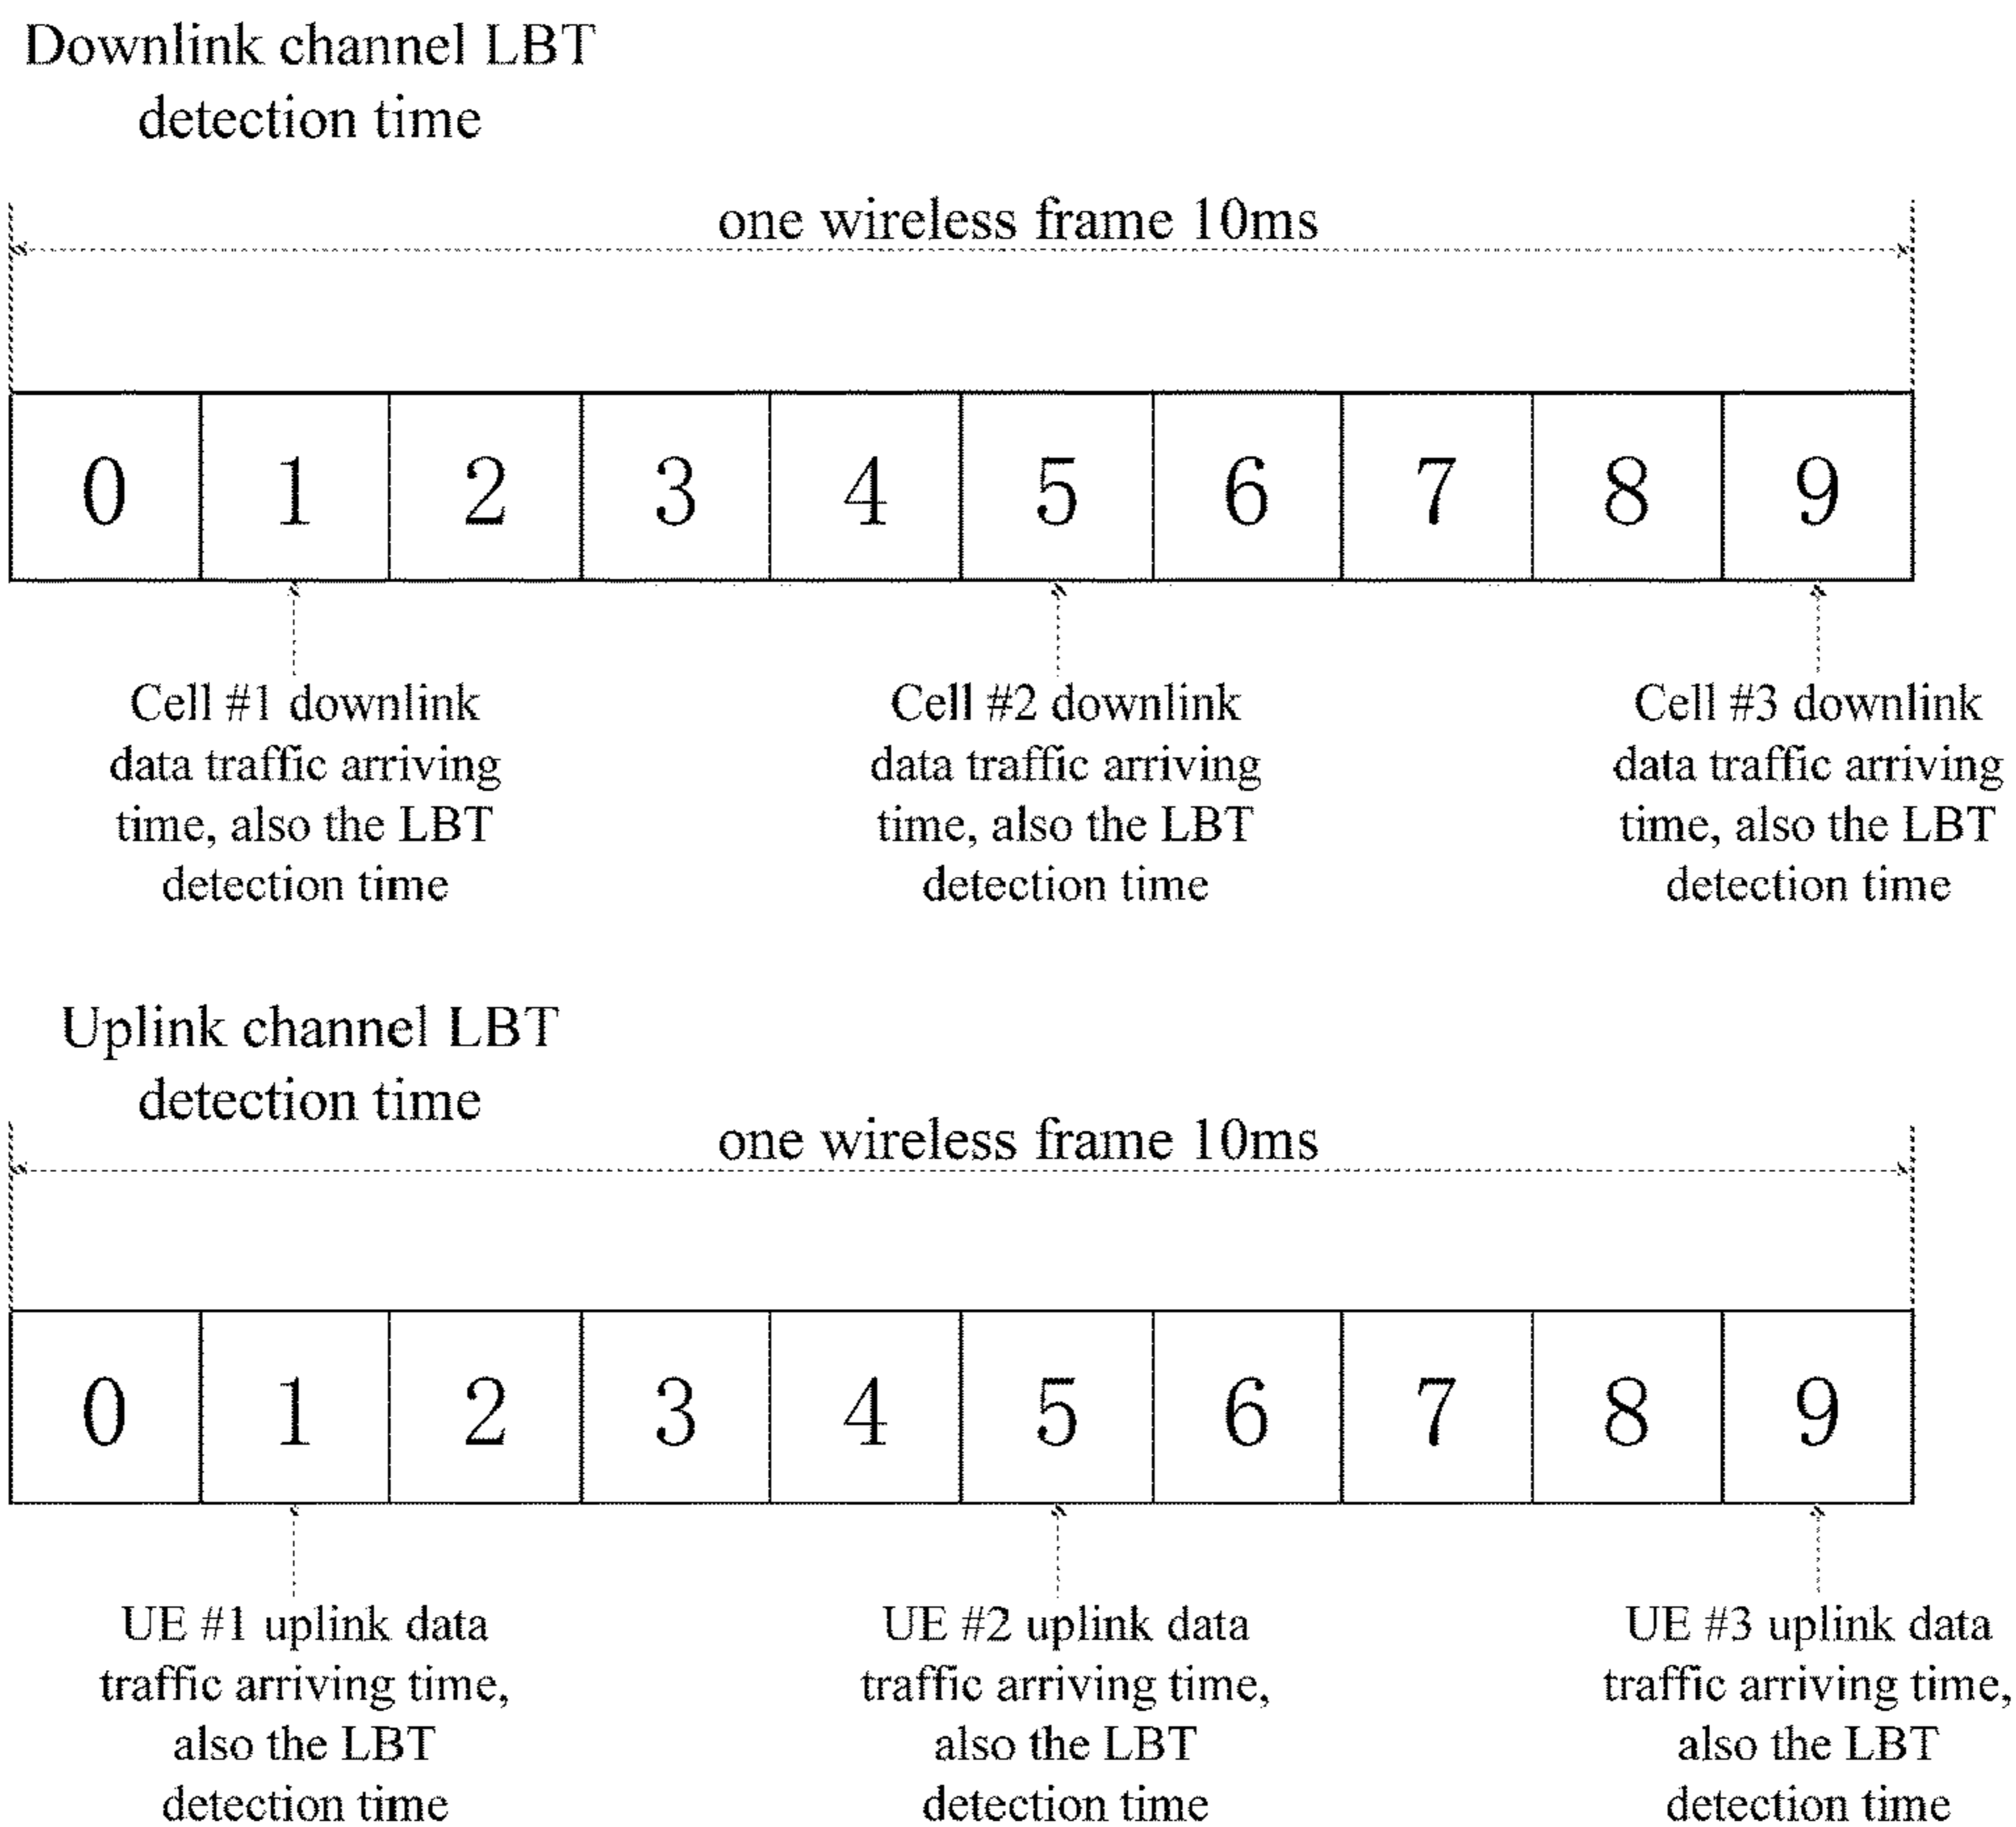 Downlink channel LBT
detection time
one wireless frame 10ms
0 1 2 3 4 5 6 7 8 9
Cell #1 downlink
data traffic arriving
time, also the LBT
detection time
Cell #2 downlink
data traffic arriving
time, also the LBT
detection time
Cell #3 downlink
data traffic arriving
time, also the LBT
detection time
Uplink channel LBT
detection time
one wireless frame 10ms
0 1 2 3 4 5 6 7 8 9
UE #1 uplink data
traffic arriving time,
also the LBT
detection time
UE #2 uplink data
traffic arriving time,
also the LBT
detection time
UE #3 uplink data
traffic arriving time,
also the LBT
detection time